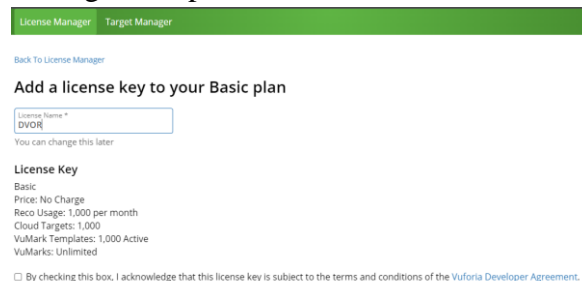 License Manager Target Manager
Back To License Manager
Add a license key to your Basic plan
License Name *
DVOR
You can change this later
License Key
Basic
Price: No Charge
Reco Usage: 1,000 per month
Cloud Targets: 1,000
VuMark Templates: 1,000 Active
VuMarks: Unlimited
By checking this box, I acknowledge that this license key is subject to the terms and conditions of the Vuforia Developer Agreement.